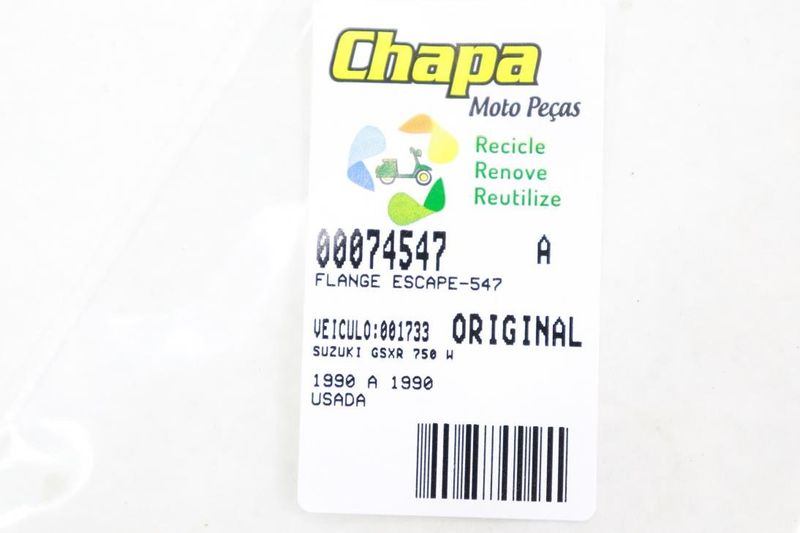 Chapa
Moto Peças
Recicle
Renove
Reutilize
00074547 A
FLANGE ESCAPE-547
VEICULO:001733 ORIGINAL
SUZUKI GSXR 750 W
1990 A 1990
USADA